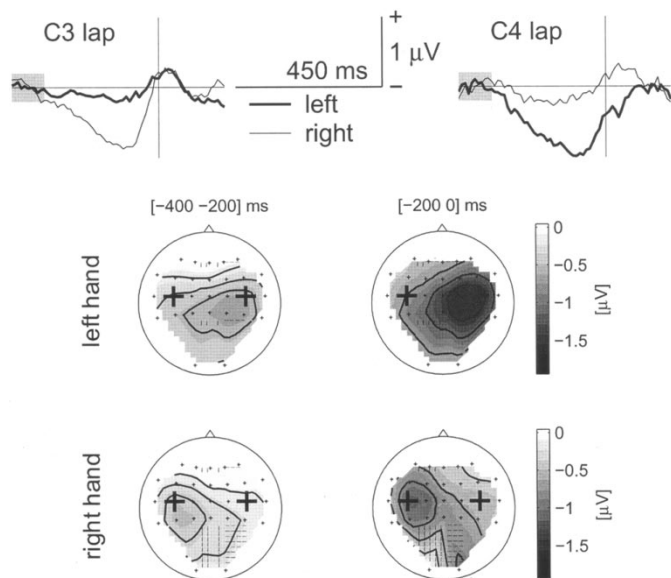 C3 lap
+
1 μV
−
450 ms
left
right
C4 lap
[−400 −200] ms
[−200 0] ms
left hand
0
−0.5
−1
−1.5
[μV]
right hand
0
−0.5
−1
−1.5
[μV]